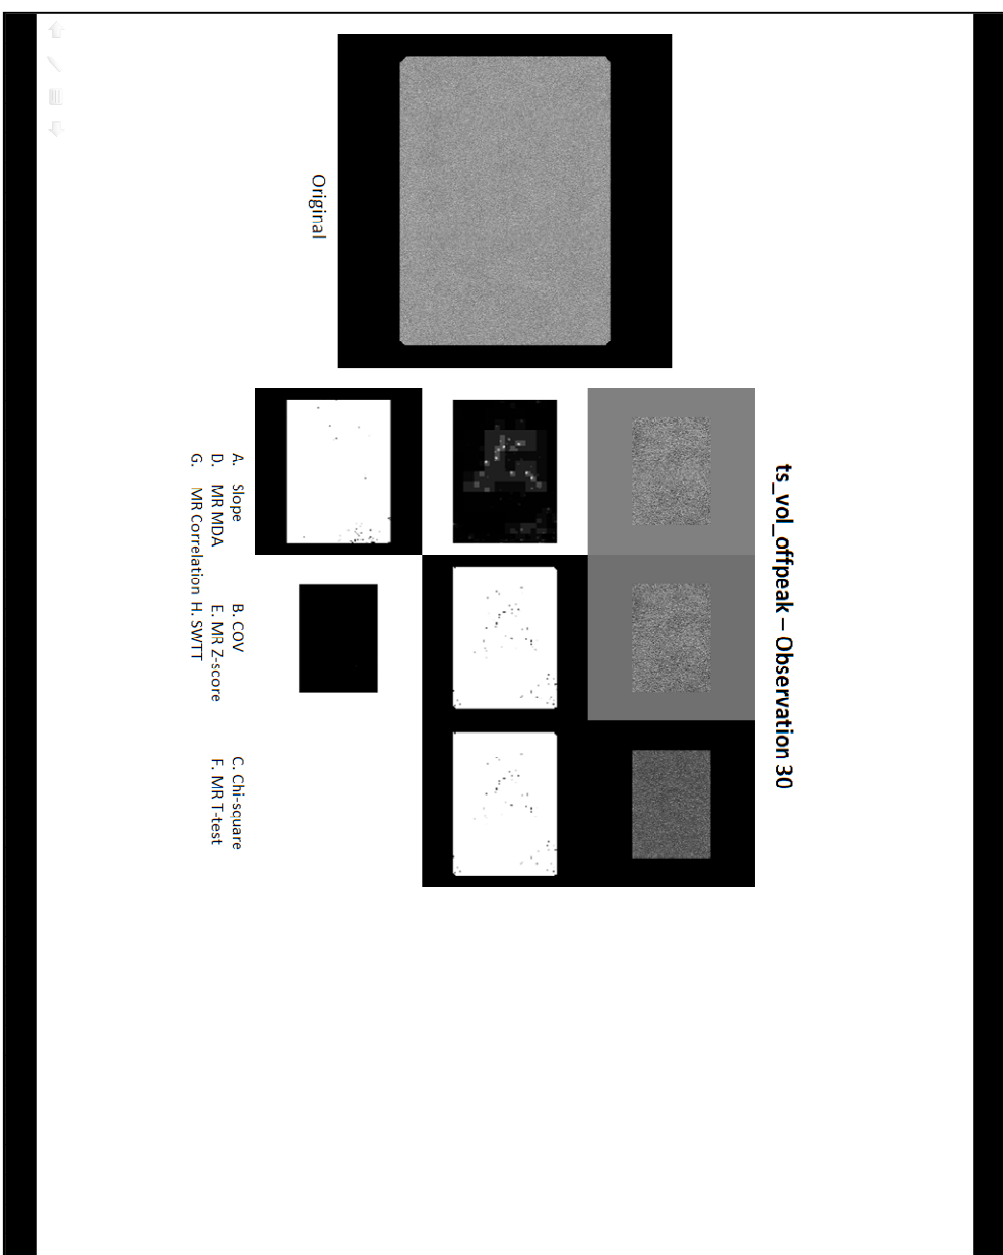 ts_vol_offpeak – Observation 30
Original
A. Slope B. COV C. Chi-square
D. MR MDA E. MR Z-score F. MR T-test
G. MR Correlation H. SWTT